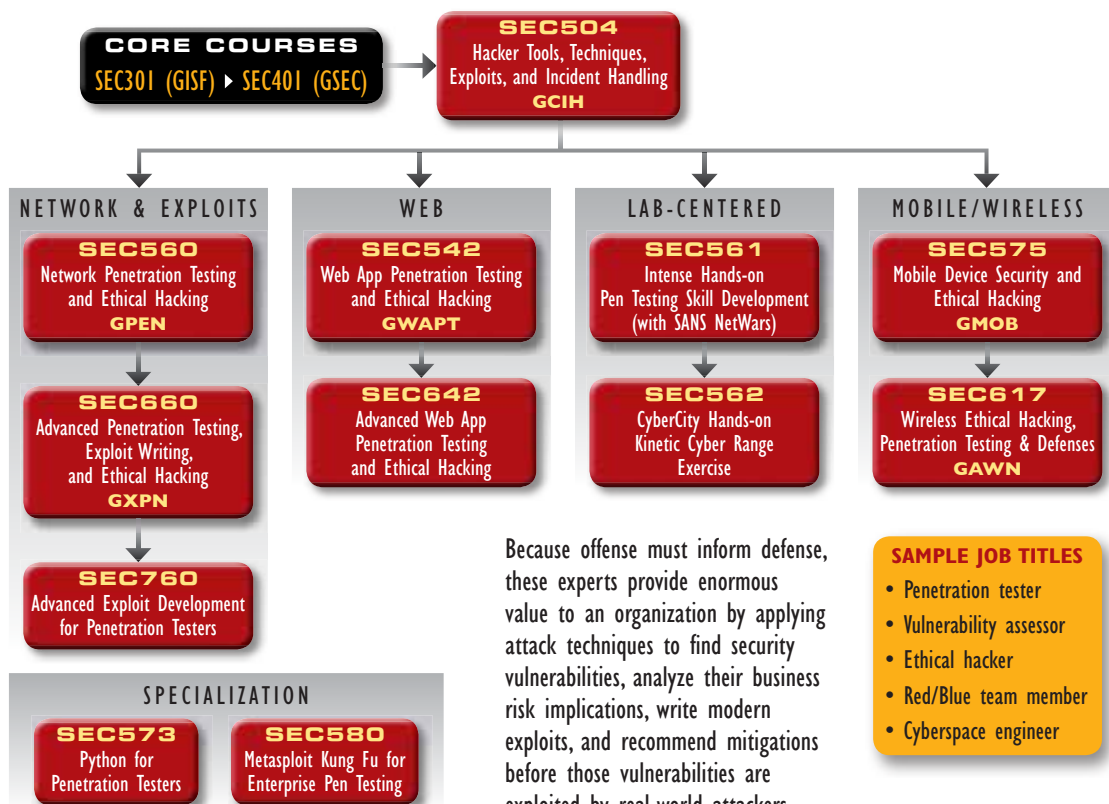 CORE COURSES
SEC301 (GISF) ▸ SEC401 (GSEC)
SEC504
Hacker Tools, Techniques,
Exploits, and Incident Handling
GCIH
NETWORK & EXPLOITS
SEC560
Network Penetration Testing
and Ethical Hacking
GPEN
SEC660
Advanced Penetration Testing,
Exploit Writing,
and Ethical Hacking
GXPN
SEC760
Advanced Exploit Development
for Penetration Testers
WEB
SEC542
Web App Penetration Testing
and Ethical Hacking
GWAPT
SEC642
Advanced Web App
Penetration Testing
and Ethical Hacking
LAB-CENTERED
SEC561
Intense Hands-on
Pen Testing Skill Development
(with SANS NetWars)
SEC562
CyberCity Hands-on
Kinetic Cyber Range
Exercise
MOBILE/WIRELESS
SEC575
Mobile Device Security and
Ethical Hacking
GMOB
SEC617
Wireless Ethical Hacking,
Penetration Testing & Defenses
GAWN
SPECIALIZATION
SEC573
Python for
Penetration Testers
SEC580
Metasploit Kung Fu for
Enterprise Pen Testing
Because offense must inform defense,
these experts provide enormous
value to an organization by applying
attack techniques to find security
vulnerabilities, analyze their business
risk implications, write modern
exploits, and recommend mitigations
before those vulnerabilities are
exploited by real-world attackers
SAMPLE JOB TITLES
• Penetration tester
• Vulnerability assessor
• Ethical hacker
• Red/Blue team member
• Cyberspace engineer